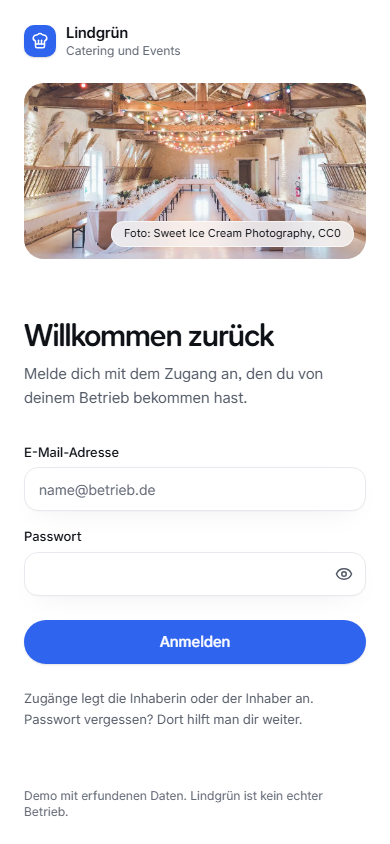 Lindgrün
Catering und Events
Foto: Sweet Ice Cream Photography, CC0
Willkommen zurück
Melde dich mit dem Zugang an, den du von
deinem Betrieb bekommen hast.
E-Mail-Adresse
name@betrieb.de
Passwort
Anmelden
Zugänge legt die Inhaberin oder der Inhaber an.
Passwort vergessen? Dort hilft man dir weiter.
Demo mit erfundenen Daten. Lindgrün ist kein echter
Betrieb.